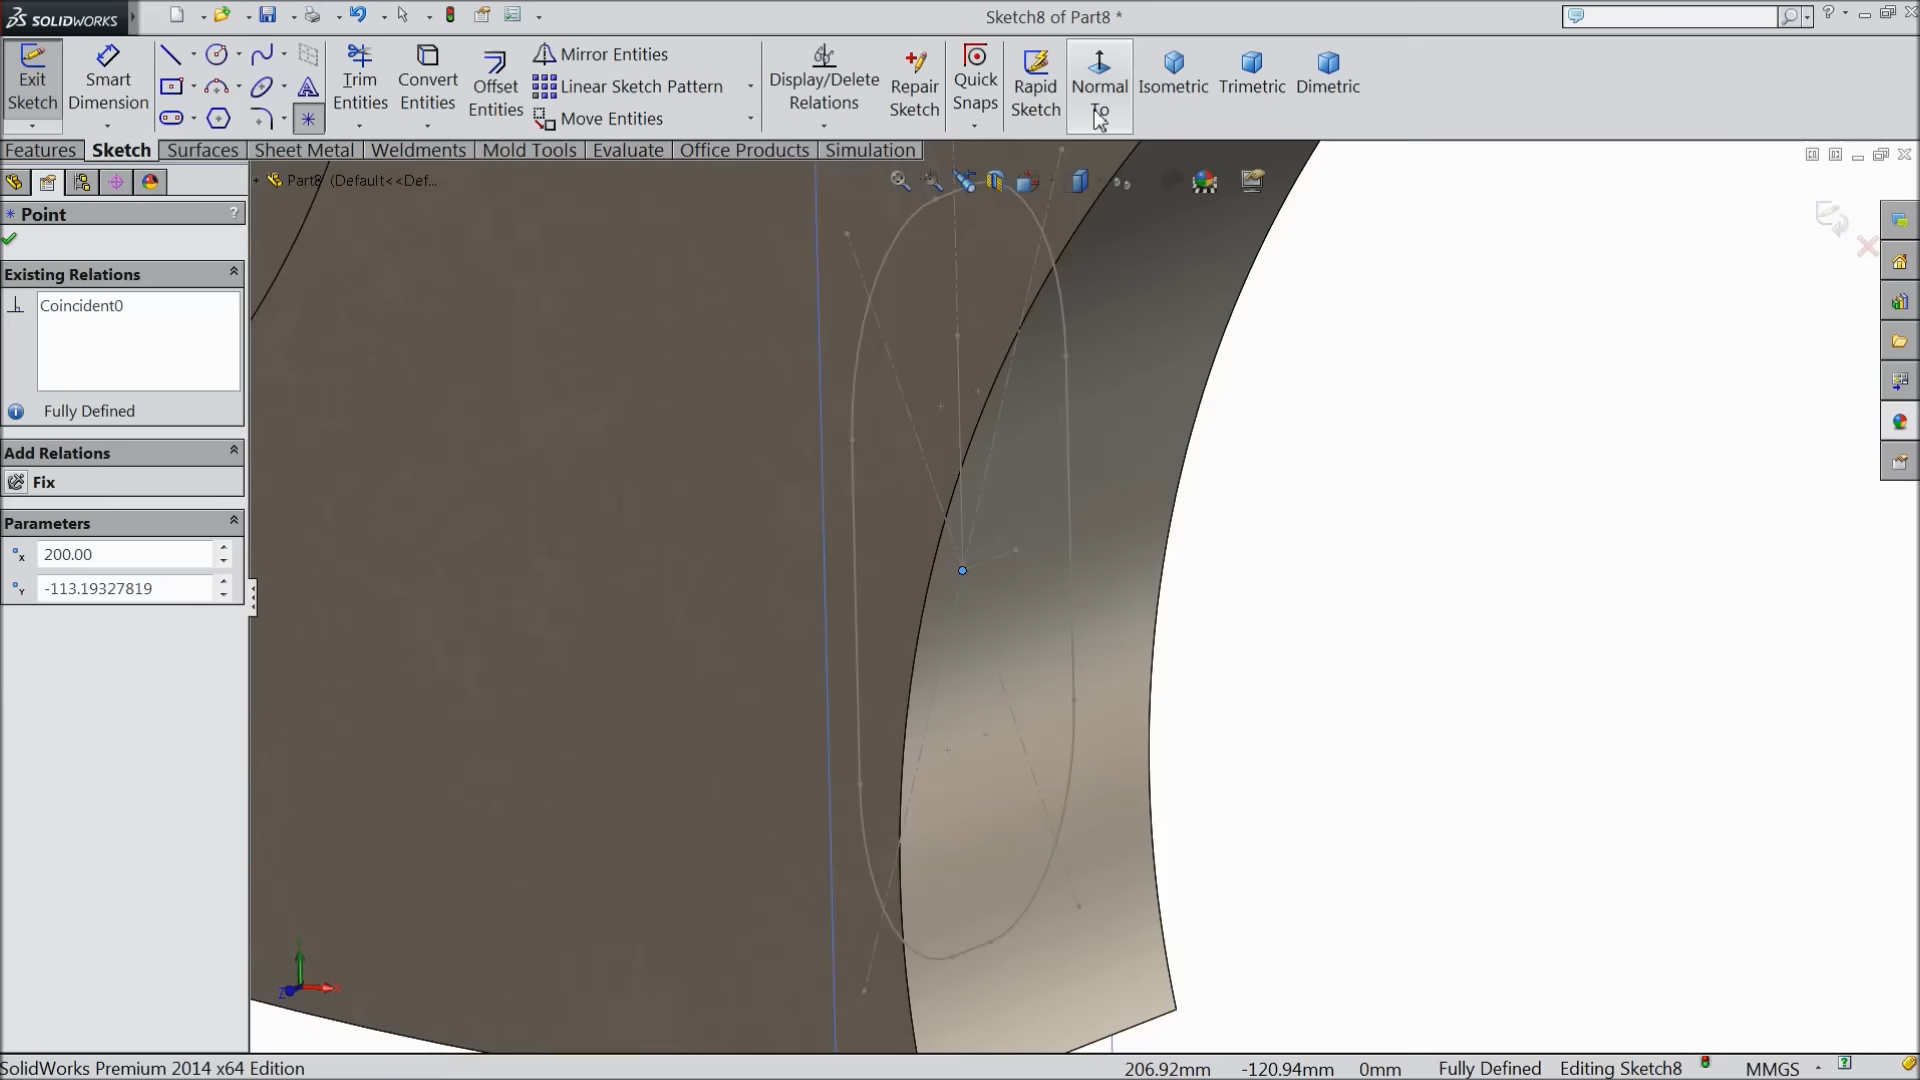 SOLIDWORKS
Sketch8 of Part8 *
?
Exit Sketch
Smart Dimension
Trim Entities
Convert Entities
Offset Entities
Mirror Entities
Linear Sketch Pattern
Move Entities
Display/Delete Relations
Repair Sketch
Quick Snaps
Rapid Sketch
Normal To
Isometric
Trimetric
Dimetric
Features
Sketch
Surfaces
Sheet Metal
Weldments
Mold Tools
Evaluate
Office Products
Simulation
Part8 (Default<<Def...
Point
?
Existing Relations
Coincident0
Fully Defined
Add Relations
Fix
Parameters
200.00
-113.19327819
SolidWorks Premium 2014 x64 Edition
206.92mm
-120.94mm
0mm
Fully Defined
Editing Sketch8
MMGS